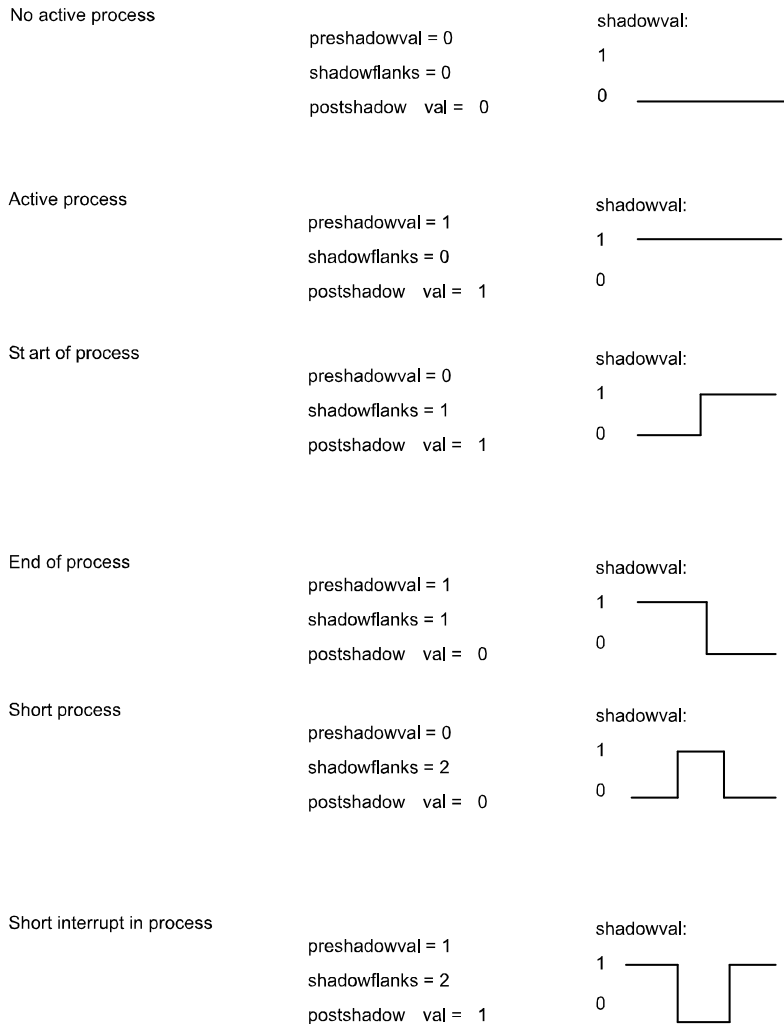 No active process
preshadowval = 0
shadowflanks = 0
postshadow val = 0
shadowval:
1
0
Active process
preshadowval = 1
shadowflanks = 0
postshadow val = 1
shadowval:
1
0
St art of process
preshadowval = 0
shadowflanks = 1
postshadow val = 1
shadowval:
1
0
End of process
preshadowval = 1
shadowflanks = 1
postshadow val = 0
shadowval:
1
0
Short process
preshadowval = 0
shadowflanks = 2
postshadow val = 0
shadowval:
1
0
Short interrupt in process
preshadowval = 1
shadowflanks = 2
postshadow val = 1
shadowval:
1
0